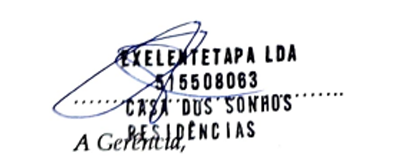 EXELENTETAPA LDA
515508063
CASA DOS SONHOS
RESIDÊNCIAS
A Gerência,